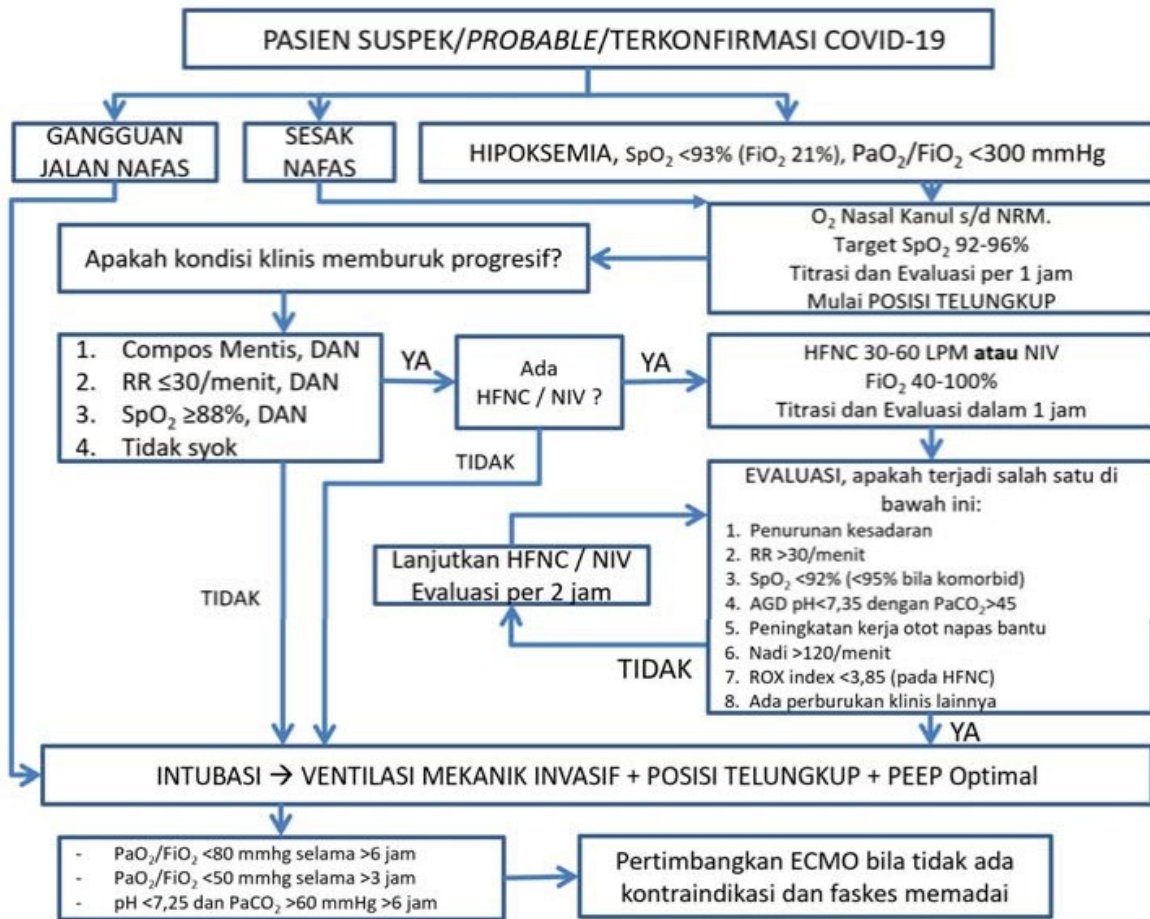 PASIEN SUSPEK/PROBABLE/TERKONFIRMASI COVID-19
GANGGUAN
JALAN NAFAS
SESAK
NAFAS
HIPOKSEMIA, SpO₂ <93% (FiO₂ 21%), PaO₂/FiO₂ <300 mmHg
O₂ Nasal Kanul s/d NRM.
Target SpO₂ 92-96%
Titrasi dan Evaluasi per 1 jam
Mulai POSISI TELUNGKUP
Apakah kondisi klinis memburuk progresif?
1. Compos Mentis, DAN
2. RR ≤30/menit, DAN
3. SpO₂ ≥88%, DAN
4. Tidak syok
YA
Ada
HFNC / NIV ?
YA
HFNC 30-60 LPM atau NIV
FiO₂ 40-100%
Titrasi dan Evaluasi dalam 1 jam
TIDAK
EVALUASI, apakah terjadi salah satu di
bawah ini:
1. Penurunan kesadaran
2. RR >30/menit
3. SpO₂ <92% (<95% bila komorbid)
4. AGD pH<7,35 dengan PaCO₂>45
5. Peningkatan kerja otot napas bantu
6. Nadi >120/menit
7. ROX index <3,85 (pada HFNC)
8. Ada perburukan klinis lainnya
Lanjutkan HFNC / NIV
Evaluasi per 2 jam
TIDAK
TIDAK
YA
INTUBASI → VENTILASI MEKANIK INVASIF + POSISI TELUNGKUP + PEEP Optimal
- PaO₂/FiO₂ <80 mmhg selama >6 jam
- PaO₂/FiO₂ <50 mmHg selama >3 jam
- pH <7,25 dan PaCO₂ >60 mmHg >6 jam
Pertimbangkan ECMO bila tidak ada
kontraindikasi dan faskes memadai